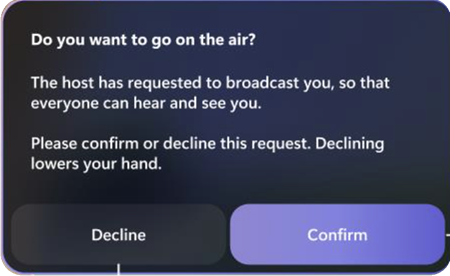 Do you want to go on the air?
The host has requested to broadcast you, so that
everyone can hear and see you.
Please confirm or decline this request. Declining
lowers your hand.
Decline
Confirm